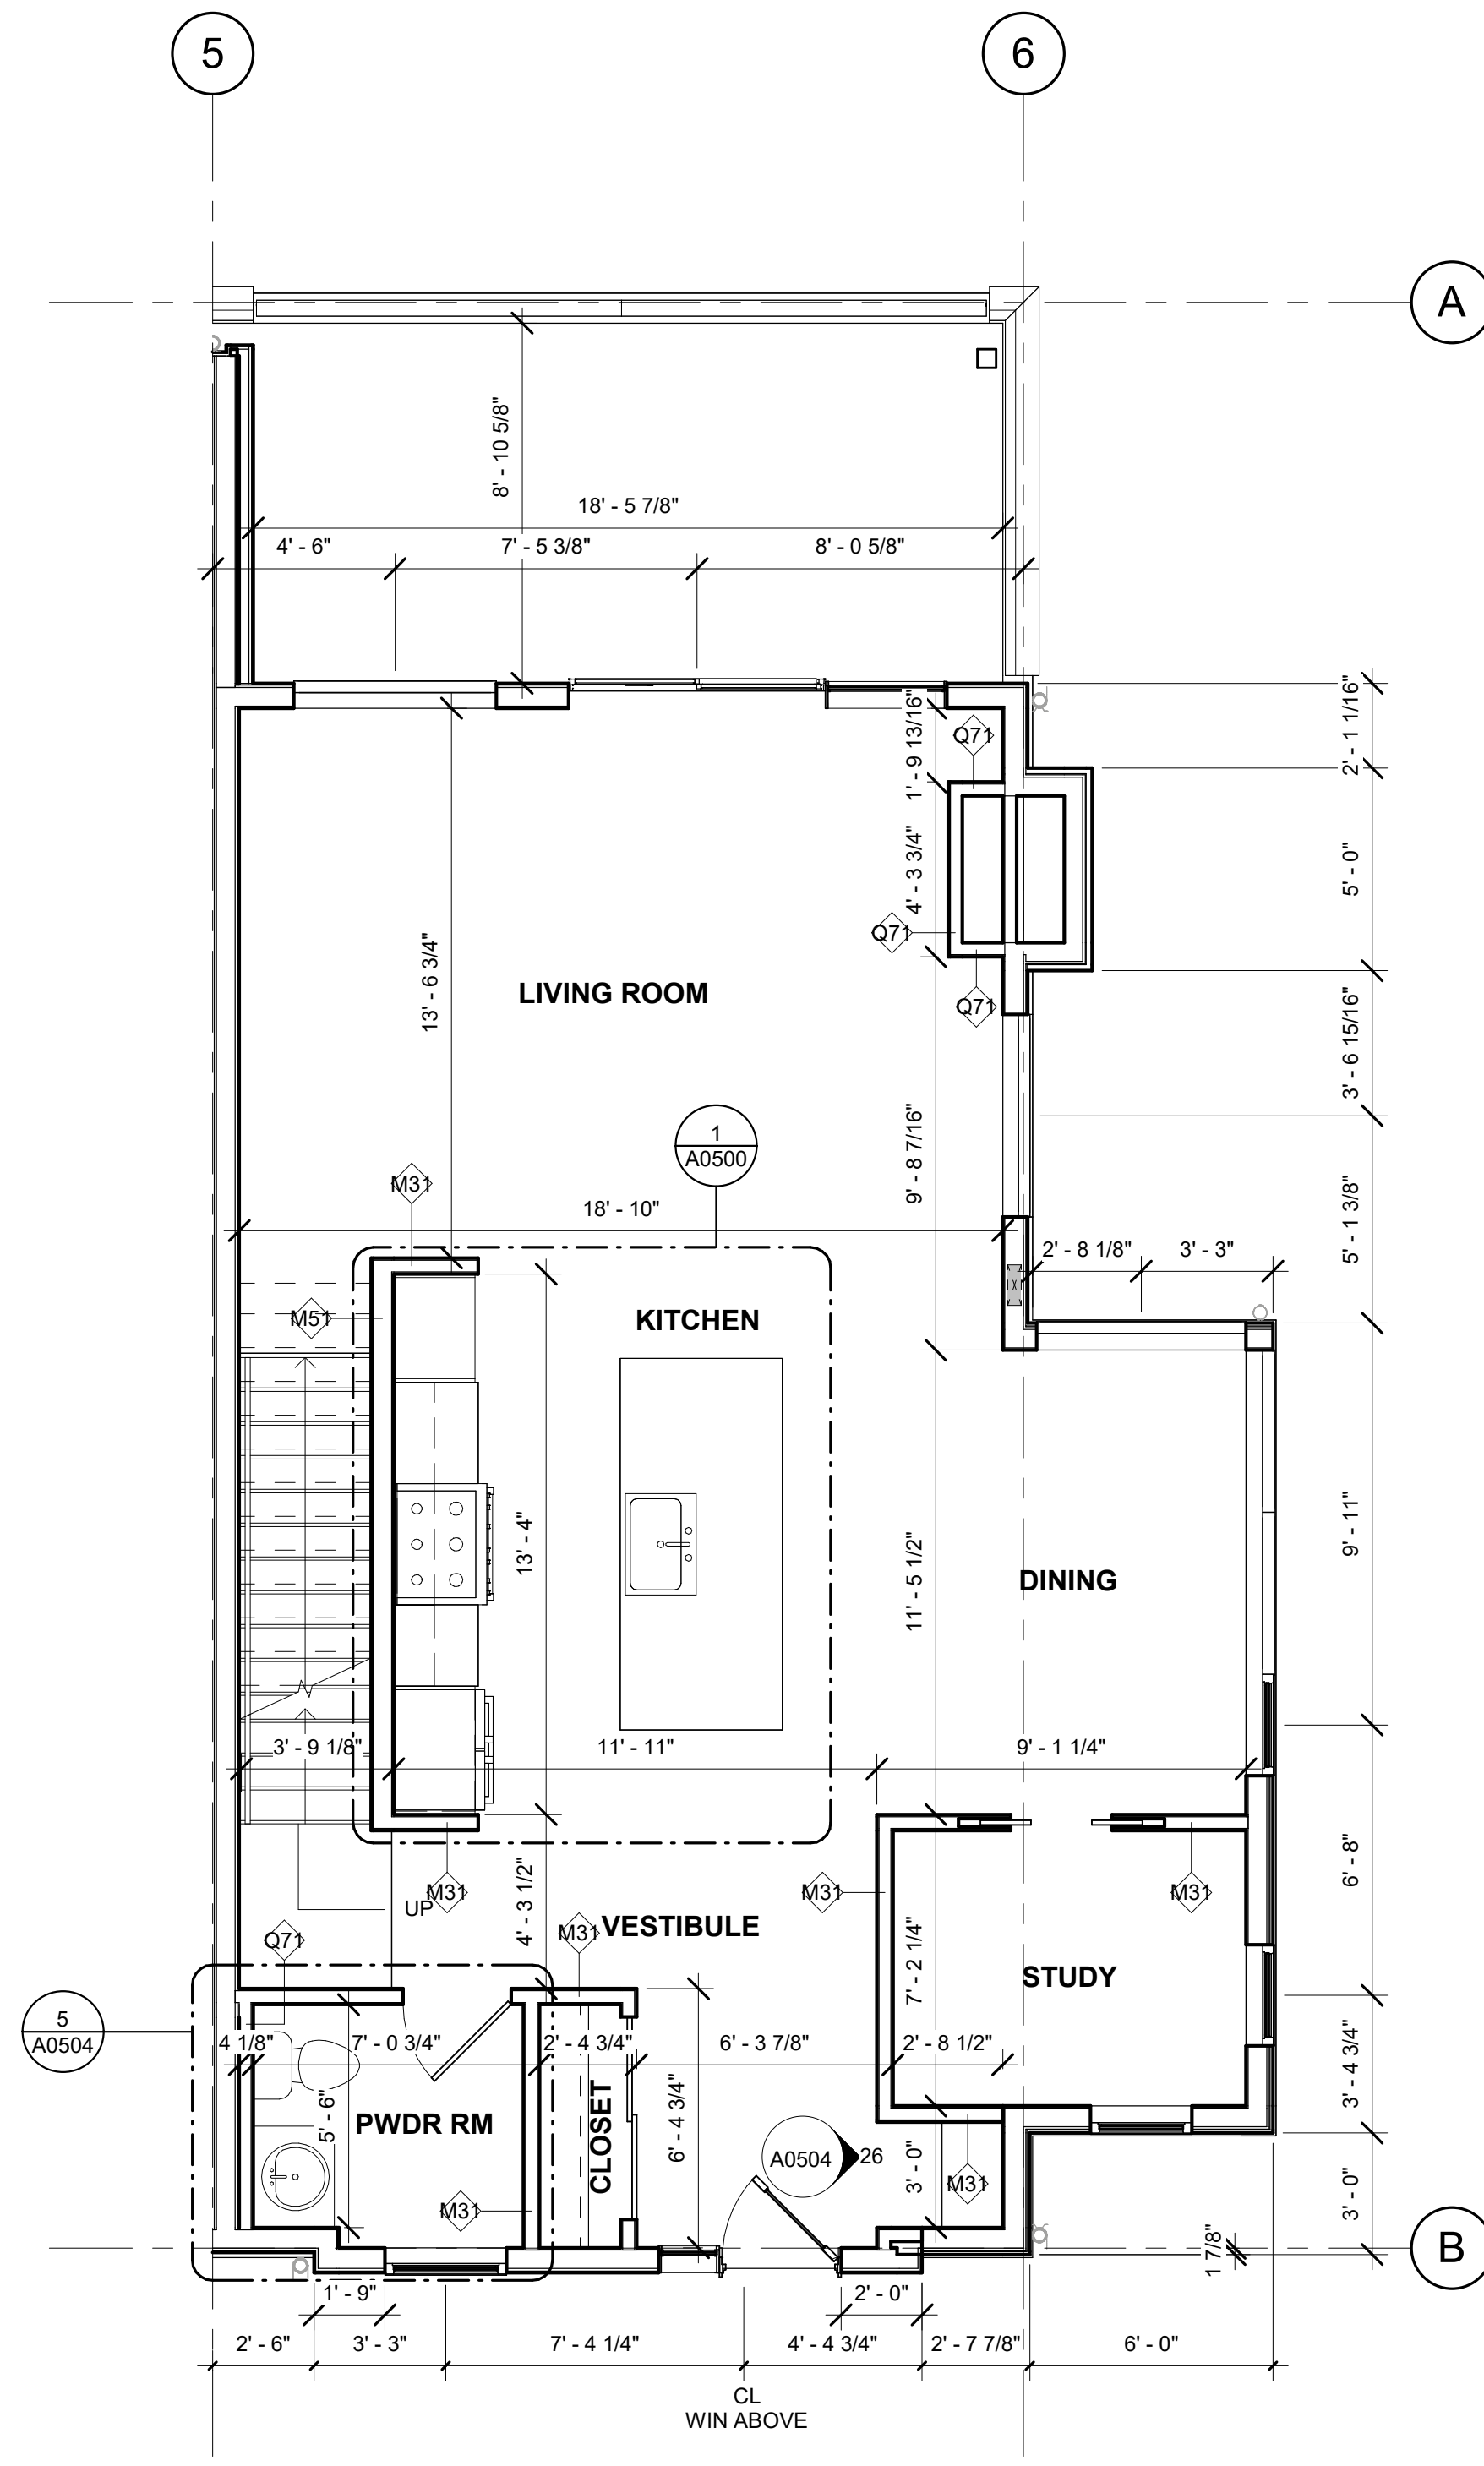 5
6
A
8' - 10 5/8"
18' - 5 7/8"
4' - 6"
7' - 5 3/8"
8' - 0 5/8"
2' - 1 1/16"
1' - 9 13/16"
Q71
5' - 0"
4' - 3 3/4"
Q71
13' - 6 3/4"
LIVING ROOM
Q71
3' - 6 15/16"
1
A0500
9' - 8 7/16"
M31
18' - 10"
5' - 1 3/8"
2' - 8 1/8"
3' - 3"
M51
KITCHEN
9' - 11"
13' - 4"
11' - 5 1/2"
DINING
3' - 9 1/8"
11' - 11"
9' - 1 1/4"
6' - 8"
M31
M31
M31
UP
4' - 3 1/2"
M31
VESTIBULE
Q71
7' - 2 1/4"
STUDY
5
A0504
4 1/8"
7' - 0 3/4"
2' - 4 3/4"
6' - 3 7/8"
2' - 8 1/2"
3' - 4 3/4"
5' - 6"
PWDR RM
CLOSET
6' - 4 3/4"
A0504
26
3' - 0"
M31
M31
3' - 0"
1 7/8"
B
1' - 9"
2' - 0"
2' - 6"
3' - 3"
7' - 4 1/4"
4' - 4 3/4"
2' - 7 7/8"
6' - 0"
CL
WIN ABOVE